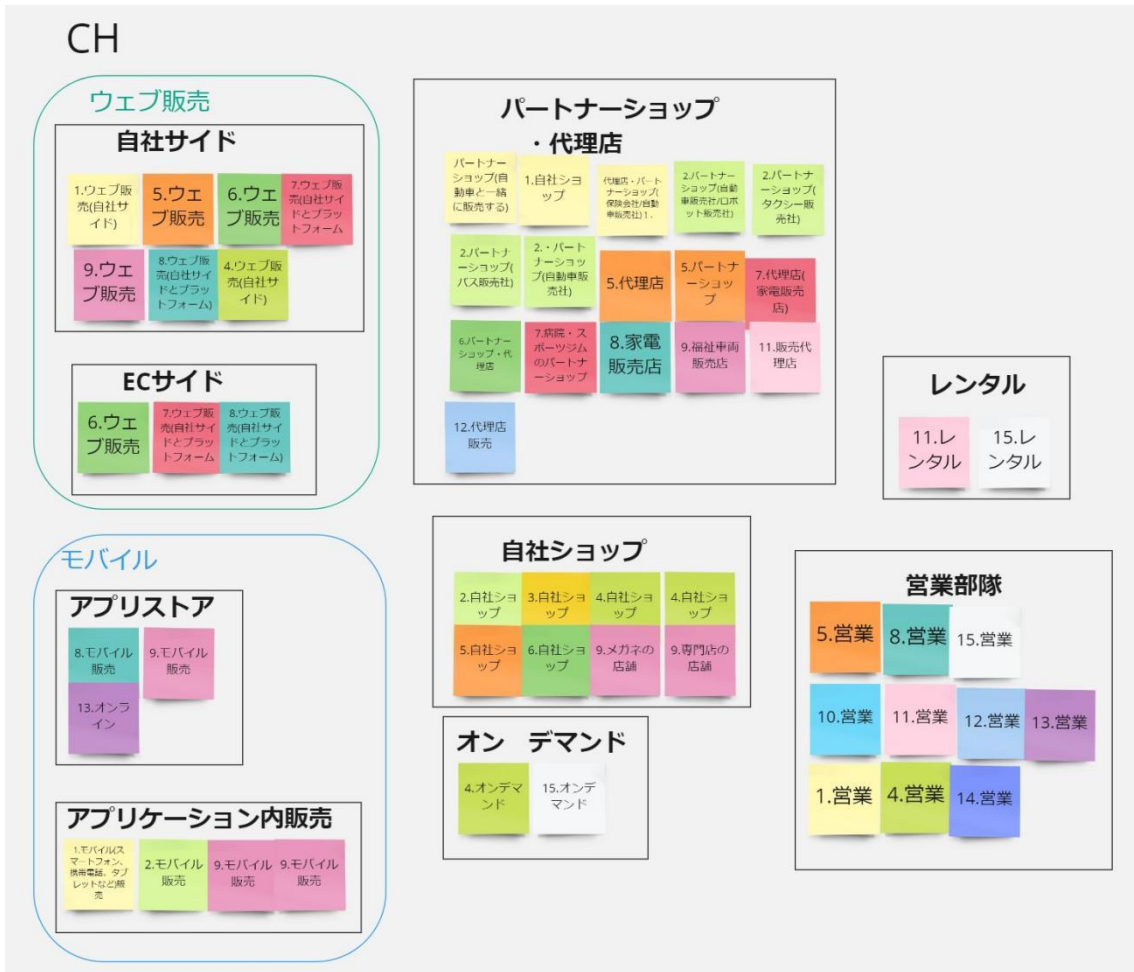 CH
ウェブ販売
自社サイド
1.ウェブ販
売(自社サ
イド)
5.ウェ
ブ販売
6.ウェ
ブ販売
7.ウェブ販
売(自社サイ
ドとプラッ
トフォーム
9.ウェ
ブ販売
8.ウェブ販
売(自社サイ
ドとプラッ
トフォーム)
4.ウェブ販
売(自社サ
イド)
ECサイド
6.ウェ
ブ販売
7.ウェブ販
売(自社サイ
ドとプラッ
トフォーム
8.ウェブ販
売(自社サイ
ドとプラッ
トフォーム)
モバイル
アプリストア
8.モバイル
販売
9.モバイル
販売
13.オンラ
イン
アプリケーション内販売
1.モバイル(ス
マートフォン、
携帯電話、タブ
レットなど)販
売
2.モバイル
販売
9.モバイル
販売
9.モバイル
販売
パートナーショップ
・代理店
パートナー
ショップ(自
動車と一緒
に販売する)
1.自社ショ
ップ
代理店・パート
ナーショップ(
保険会社/自動
車販売社)1.
2.パートナー
ショップ(自動
車販売社/ロボ
ット販売社)
2.パートナ
ーショップ(
タクシー販
売社)
2.パートナ
ーショップ(
バス販売社)
2.・パート
ナーショッ
プ(自動車販
売社)
5.代理店
5.パートナ
ーショッ
プ
7.代理店(
家電販売
店)
6.パートナー
ショップ・代
理店
7.病院・ス
ポーツジム
のパートナ
ーショップ
8.家電
販売店
9.福祉車両
販売店
11.販売代
理店
12.代理店
販売
自社ショップ
2.自社ショ
ップ
3.自社ショ
ップ
4.自社ショ
ップ
4.自社ショ
ップ
5.自社ショ
ップ
6.自社ショ
ップ
9.メガネの
店舗
9.専門店の
店舗
オン デマンド
4.オンデマ
ンド
15.オンデ
マンド
レンタル
11.レ
ンタル
15.レ
ンタル
営業部隊
5.営業
8.営業
15.営業
10.営業
11.営業
12.営業
13.営業
1.営業
4.営業
14.営業